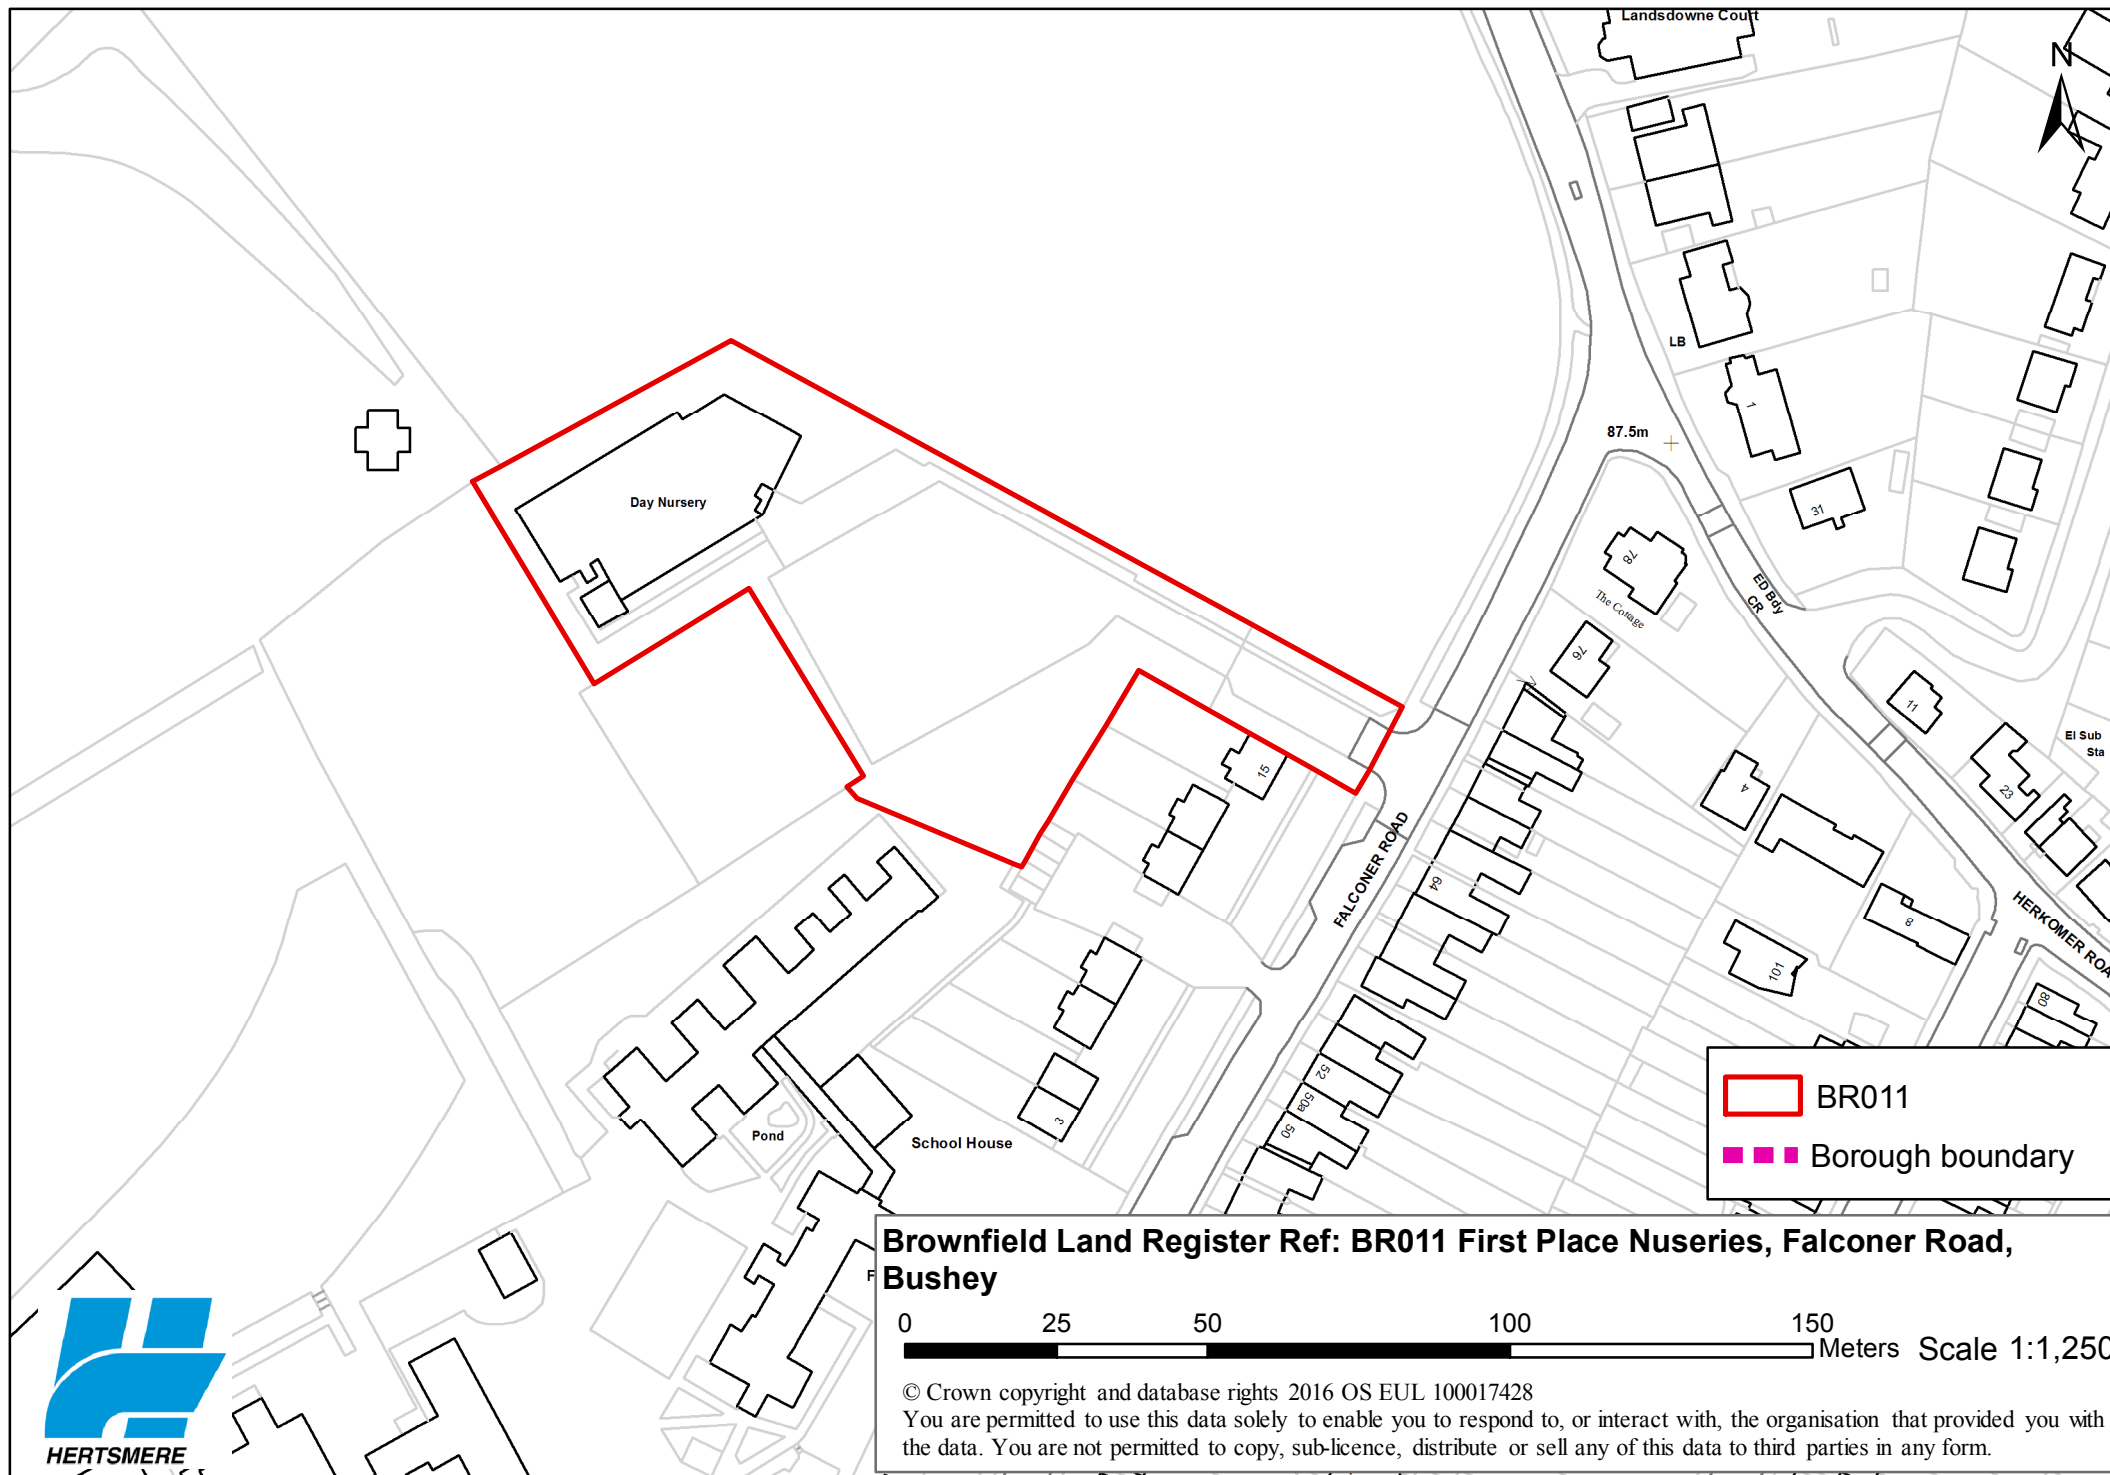 Landsdowne Court
N
LB
1
87.5m
31
Day Nursery
78
The Cottage
ED Bdy
CR
76
11
El Sub
Sta
15
4
23
FALCONER ROAD
64
8
HERKOMER ROA
101
80
52
50a
50
3
Pond
School House
F
BR011
Borough boundary
Brownfield Land Register Ref: BR011 First Place Nuseries, Falconer Road,
Bushey
0 25 50 100 150
Meters Scale 1:1,250
© Crown copyright and database rights 2016 OS EUL 100017428
You are permitted to use this data solely to enable you to respond to, or interact with, the organisation that provided you with
the data. You are not permitted to copy, sub-licence, distribute or sell any of this data to third parties in any form.
HERTSMERE